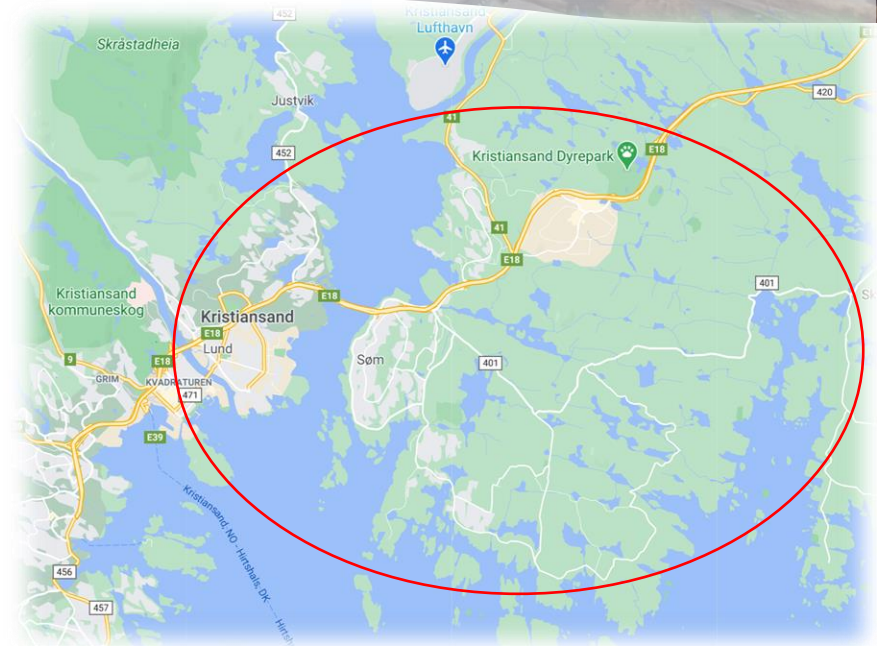 452
Kristiansand
Lufthavn
Skråstadheia
420
Justvik
41
452
Kristiansand Dyrepark
E18
41
E18
401
Kristiansand
kommuneskog
E18
Kristiansand
E18
Lund
E18
9
Søm
401
GRIM
KVADRATUREN
471
E39
Kristiansand, NO - Hirtshals, DK
456
457